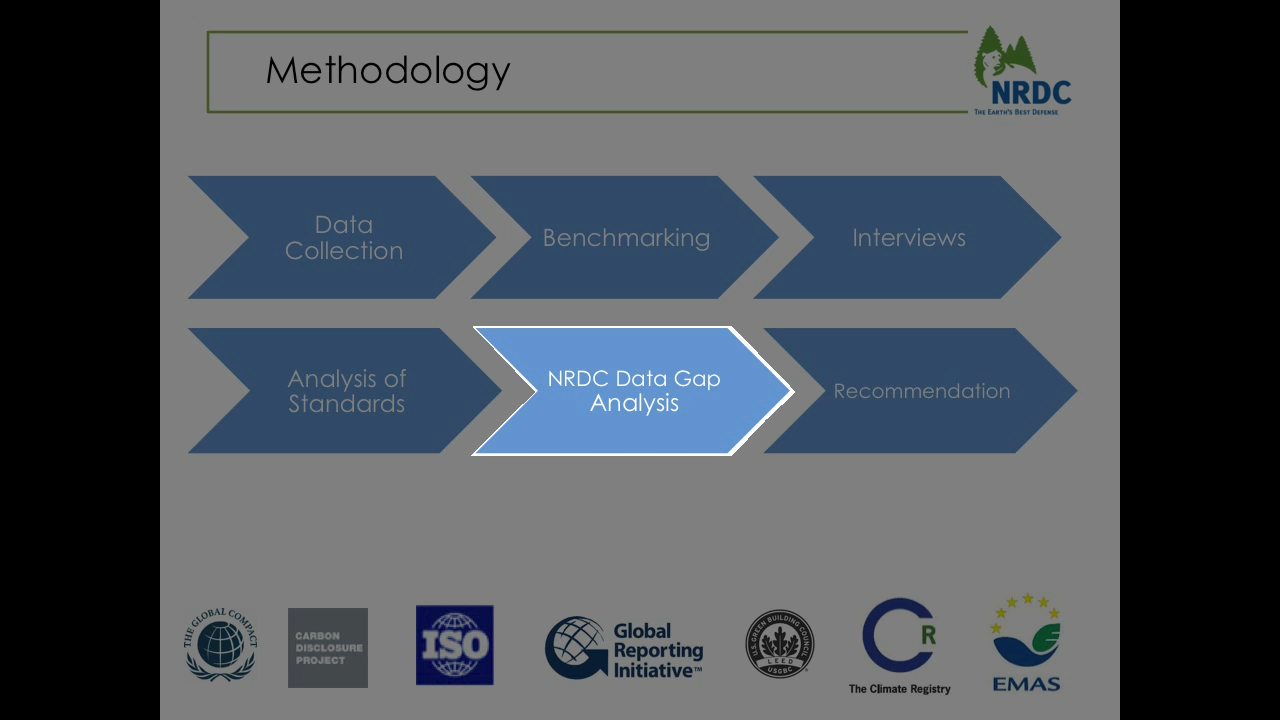 Methodology
NRDC
THE EARTH'S BEST DEFENSE
Data
Collection
Benchmarking
Interviews
Analysis of
Standards
NRDC Data Gap
Analysis
Recommendation
THE GLOBAL COMPACT
CARBON
DISCLOSURE
PROJECT
ISO
Global
Reporting
Initiative™
U.S. GREEN BUILDING COUNCIL
LEED
USGBC
CR
The Climate Registry
EMAS